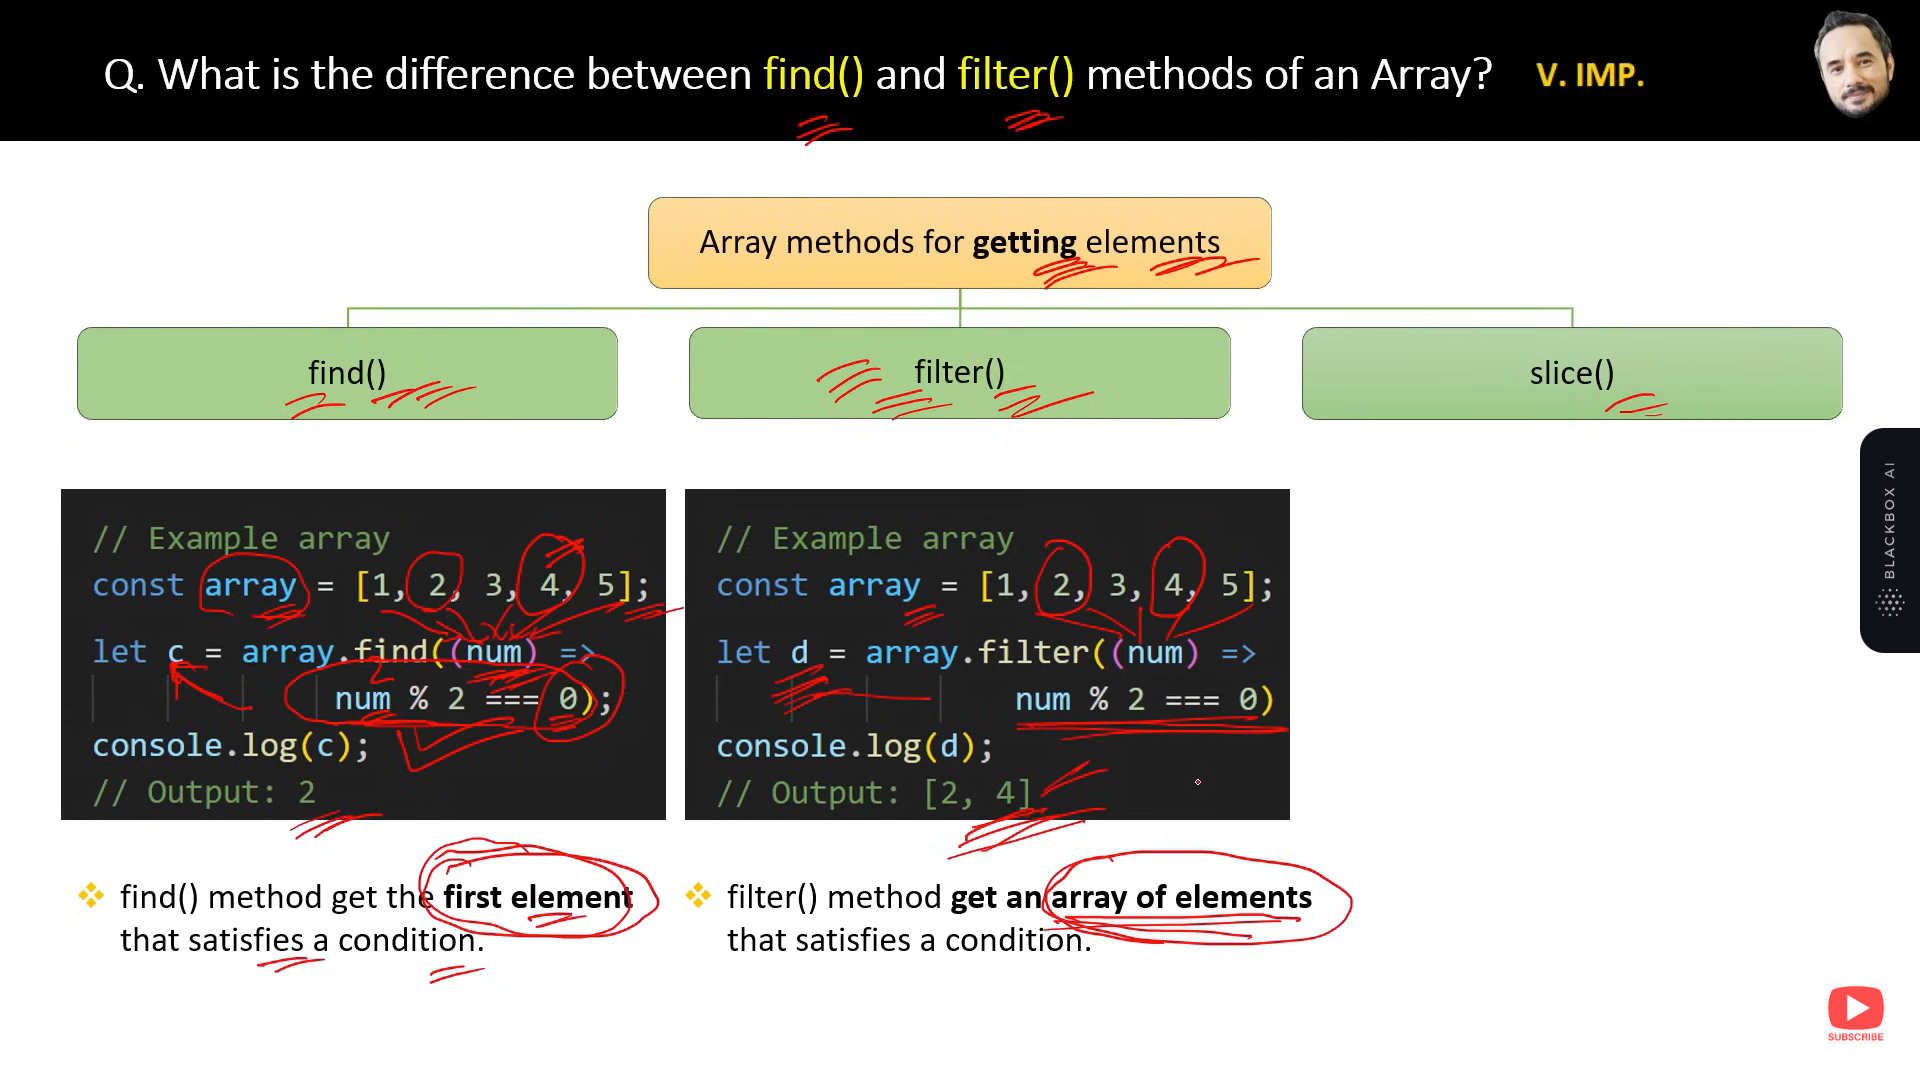 Q. What is the difference between find() and filter() methods of an Array? V. IMP.
Array methods for getting elements
find()
filter()
slice()
// Example array
const array = [1, 2, 3, 4, 5];
let c = array.find((num) =>
num % 2 === 0);
console.log(c);
// Output: 2
2
// Example array
const array = [1, 2, 3, 4, 5];
let d = array.filter((num) =>
num % 2 === 0)
console.log(d);
// Output: [2, 4]
❖ find() method get the first element
that satisfies a condition.
❖ filter() method get an array of elements
that satisfies a condition.
BLACKBOX AI
SUBSCRIBE